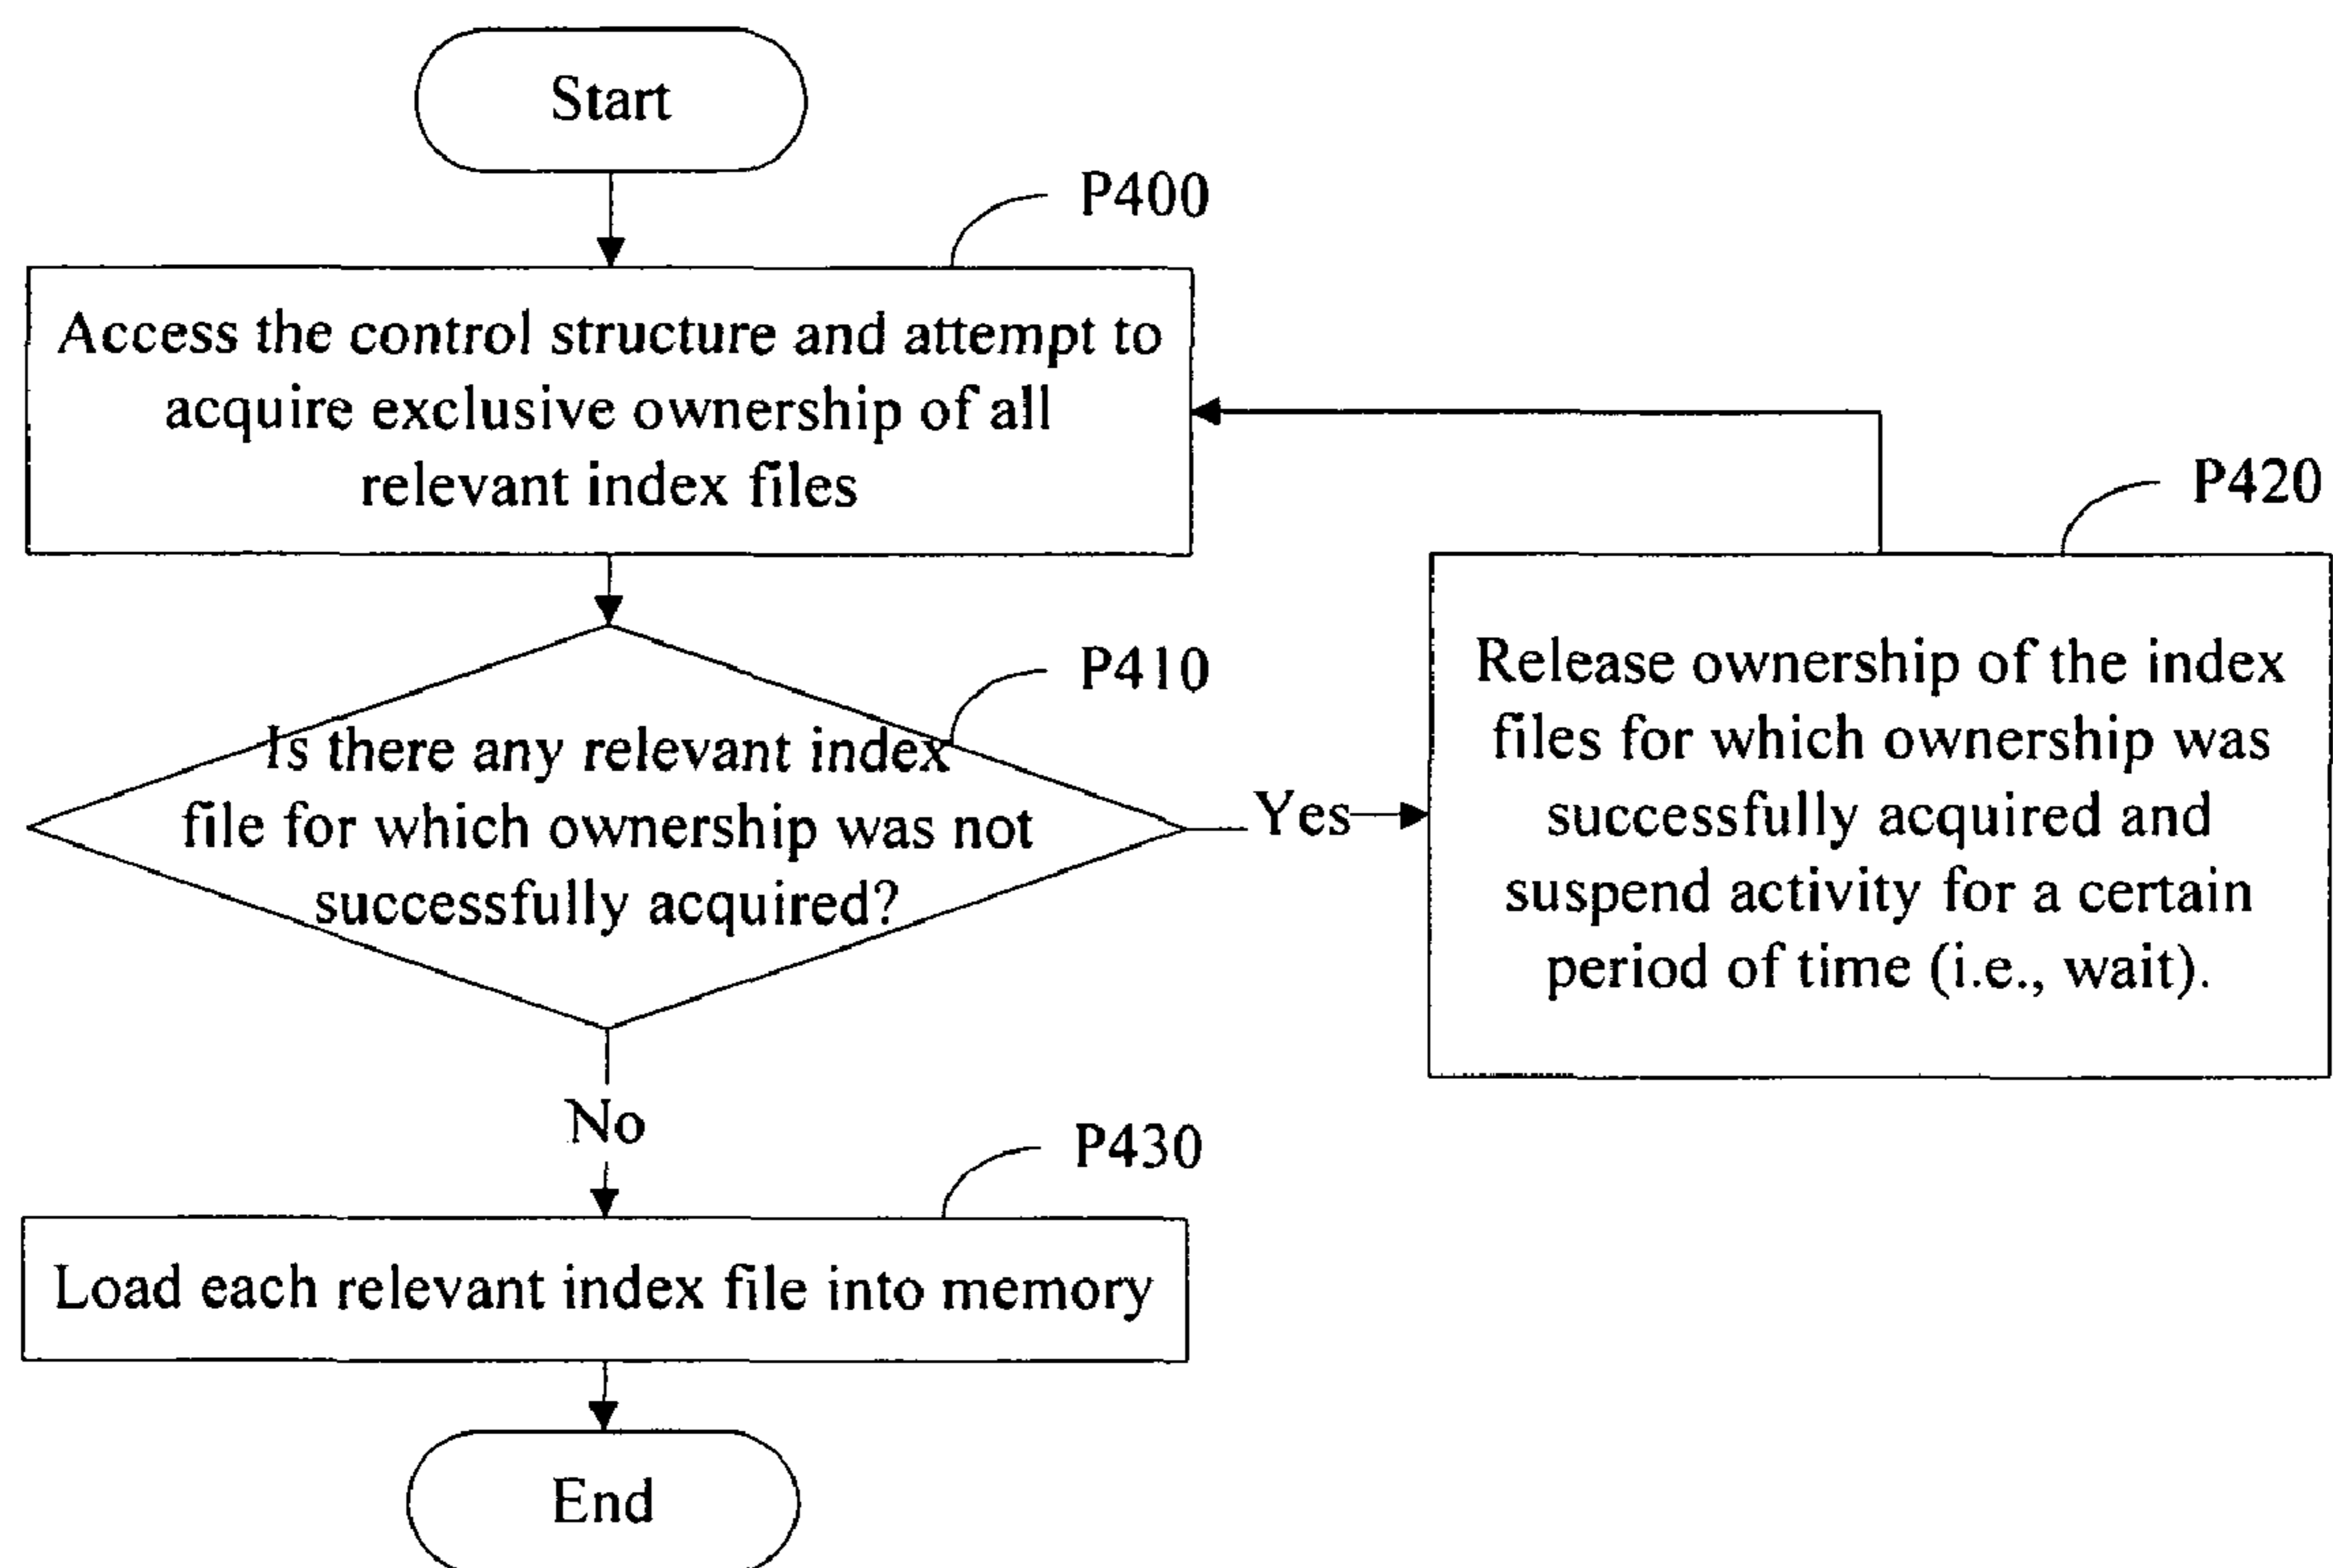 Start
P400
Access the control structure and attempt to
acquire exclusive ownership of all
relevant index files
P410
Is there any relevant index
file for which ownership was not
successfully acquired?
Yes
P420
Release ownership of the index
files for which ownership was
successfully acquired and
suspend activity for a certain
period of time (i.e., wait).
No
P430
Load each relevant index file into memory
End